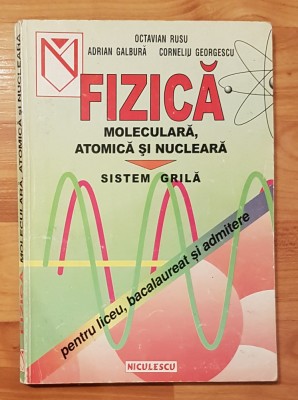 OCTAVIAN RUSU
ADRIAN GALBURĂ CORNELIU GEORGESCU
FIZICĂ
MOLECULARĂ,
ATOMICĂ ȘI NUCLEARĂ
SISTEM GRILĂ
pentru liceu, bacalaureat și admitere
NICULESCU
FIZICĂ MOLECULARĂ, ATOMICĂ ȘI NUCLEARĂ